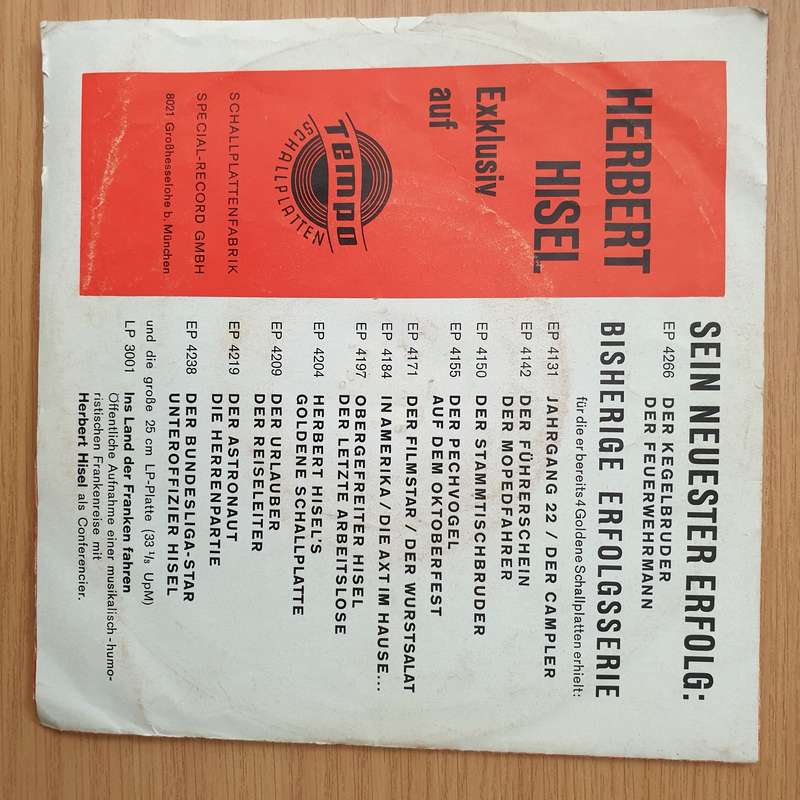 HERBERT
HISEL
Exklusiv
auf
Tempo
SCHALLPLATTEN
SCHALLPLATTENFABRIK
SPECIAL-RECORD GMBH
8021 Großhesselohe b. München
SEIN NEUESTER ERFOLG:
EP 4266 DER KEGELBRUDER
DER FEUERWEHRMANN
BISHERIGE ERFOLGSSERIE
für die er bereits 4 Goldene Schallplatten erhielt:
EP 4131 JAHRGANG 22 / DER CAMPLER
EP 4142 DER FÜHRERSCHEIN
DER MOPEDFAHRER
EP 4150 DER STAMMTISCHBRUDER
EP 4155 DER PECHVOGEL
AUF DEM OKTOBERFEST
EP 4171 DER FILMSTAR / DER WURSTSALAT
EP 4184 IN AMERIKA / DIE AXT IM HAUSE...
EP 4197 OBERGEFREITER HISEL
DER LETZTE ARBEITSLOSE
EP 4204 HERBERT HISEL'S
GOLDENE SCHALLPLATTE
EP 4209 DER URLAUBER
DER REISELEITER
EP 4219 DER ASTRONAUT
DIE HERRENPARTIE
EP 4238 DER BUNDESLIGA-STAR
UNTEROFFIZIER HISEL
und die große 25 cm LP-Platte (33 1/3 UpM)
LP 3001 Ins Land der Franken fahren
Öffentliche Aufnahme einer musikalisch-humo-
ristischen Frankenreise mit
Herbert Hisel als Conferencier.